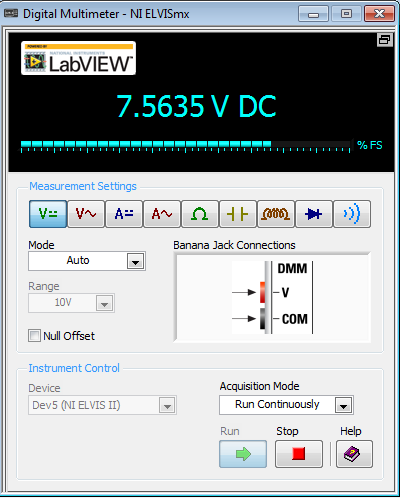 Digital Multimeter - NI ELVISmx
POWERED BY
NATIONAL INSTRUMENTS
LabVIEW™
7.5635 V DC
% FS
Measurement Settings
V V A A Ω
Mode
Auto
Banana Jack Connections
DMM
V
COM
Range
10V
Null Offset
Instrument Control
Device
Dev5 (NI ELVIS II)
Acquisition Mode
Run Continuously
Run Stop Help